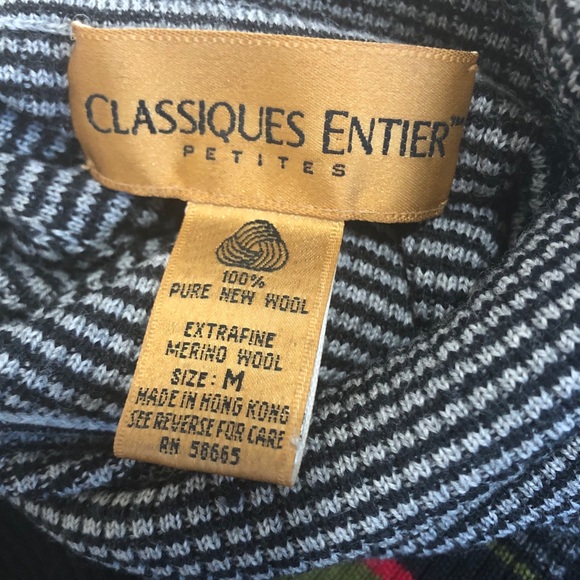 CLASSIQUES ENTIER™
PETITES
100%
PURE NEW WOOL
EXTRAFINE
MERINO WOOL
SIZE: M
MADE IN HONG KONG
SEE REVERSE FOR CARE
RN 58665